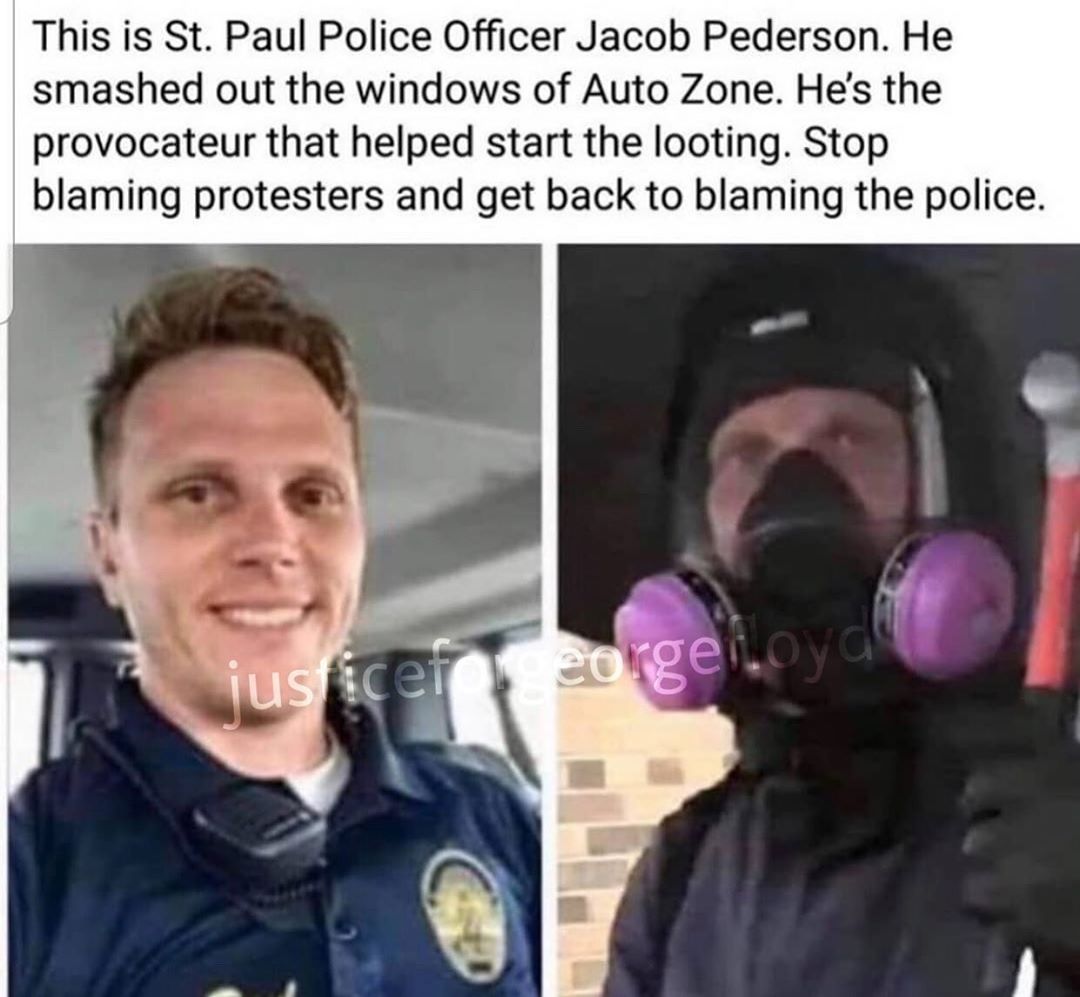 This is St. Paul Police Officer Jacob Pederson. He
smashed out the windows of Auto Zone. He's the
provocateur that helped start the looting. Stop
blaming protesters and get back to blaming the police.
justiceforgeorgefloyd